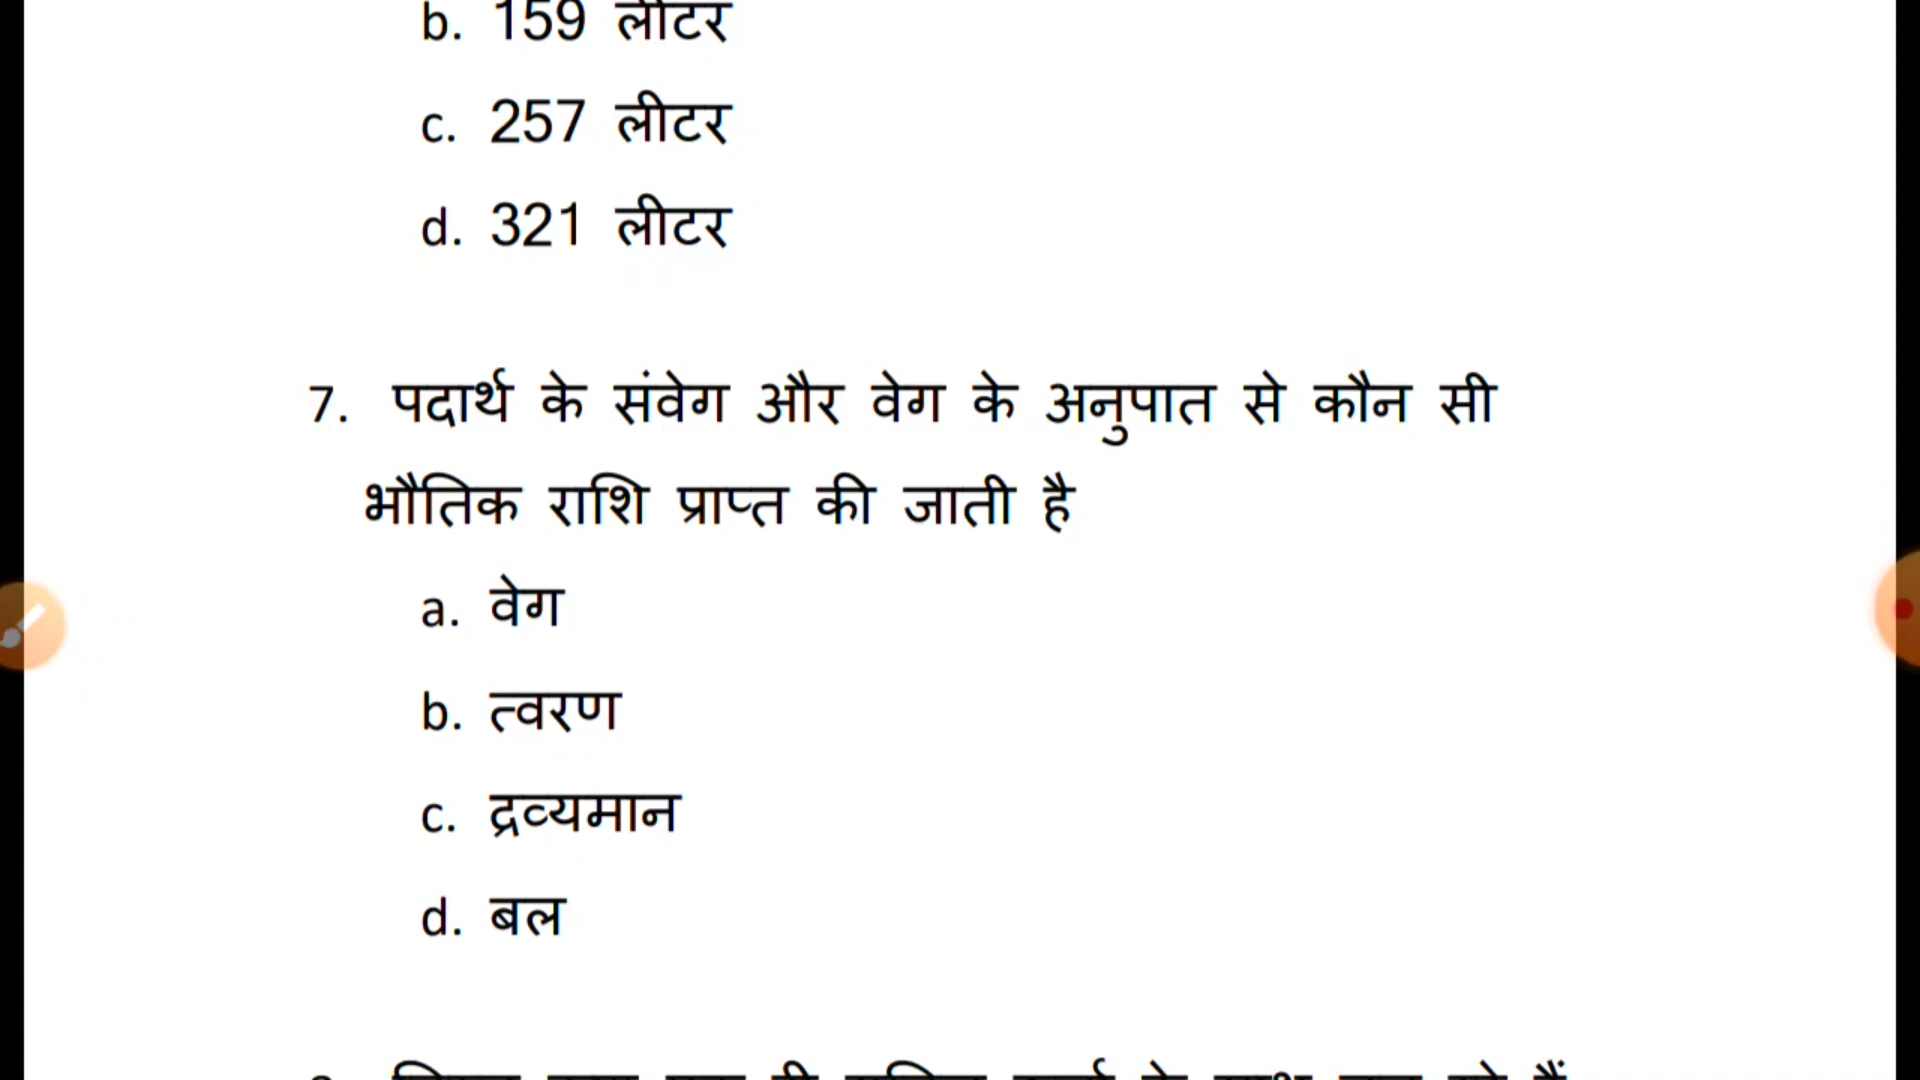 b. 159 लीटर
c. 257 लीटर
d. 321 लीटर
7. पदार्थ के संवेग और वेग के अनुपात से कौन सी
भौतिक राशि प्राप्त की जाती है
a. वेग
b. त्वरण
c. द्रव्यमान
d. बल